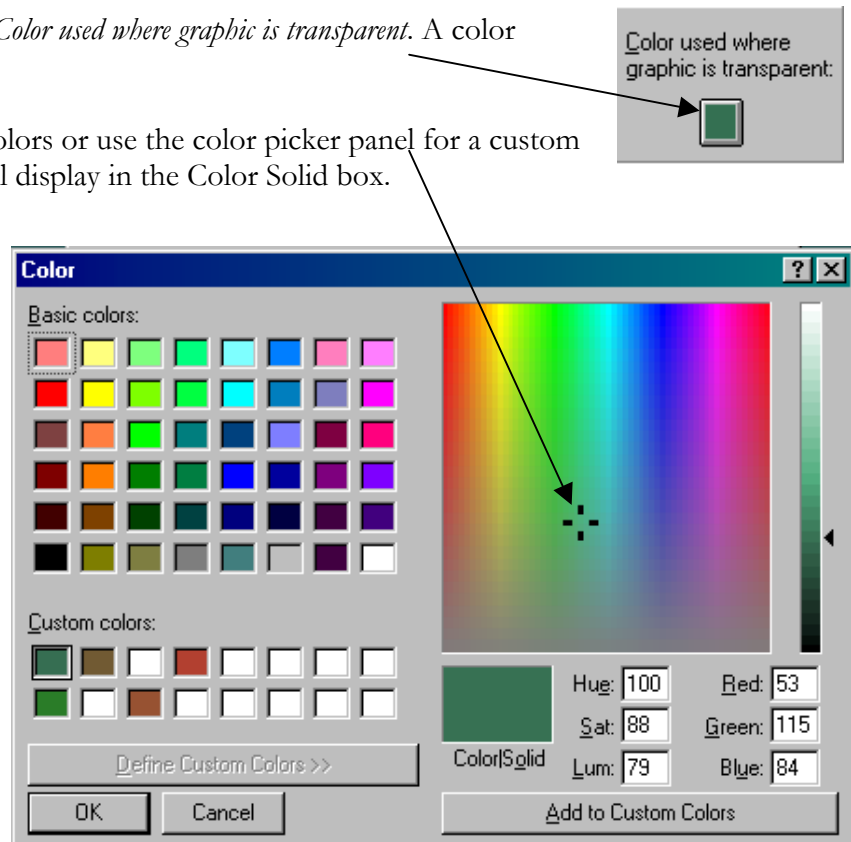 Color used where graphic is transparent. A color
Color used where
graphic is transparent:
olors or use the color picker panel for a custom
l display in the Color Solid box.
Color
Basic colors:
Custom colors:
Define Custom Colors >>
OK
Cancel
Color|Solid
Hue: 100
Sat: 88
Lum: 79
Red: 53
Green: 115
Blue: 84
Add to Custom Colors